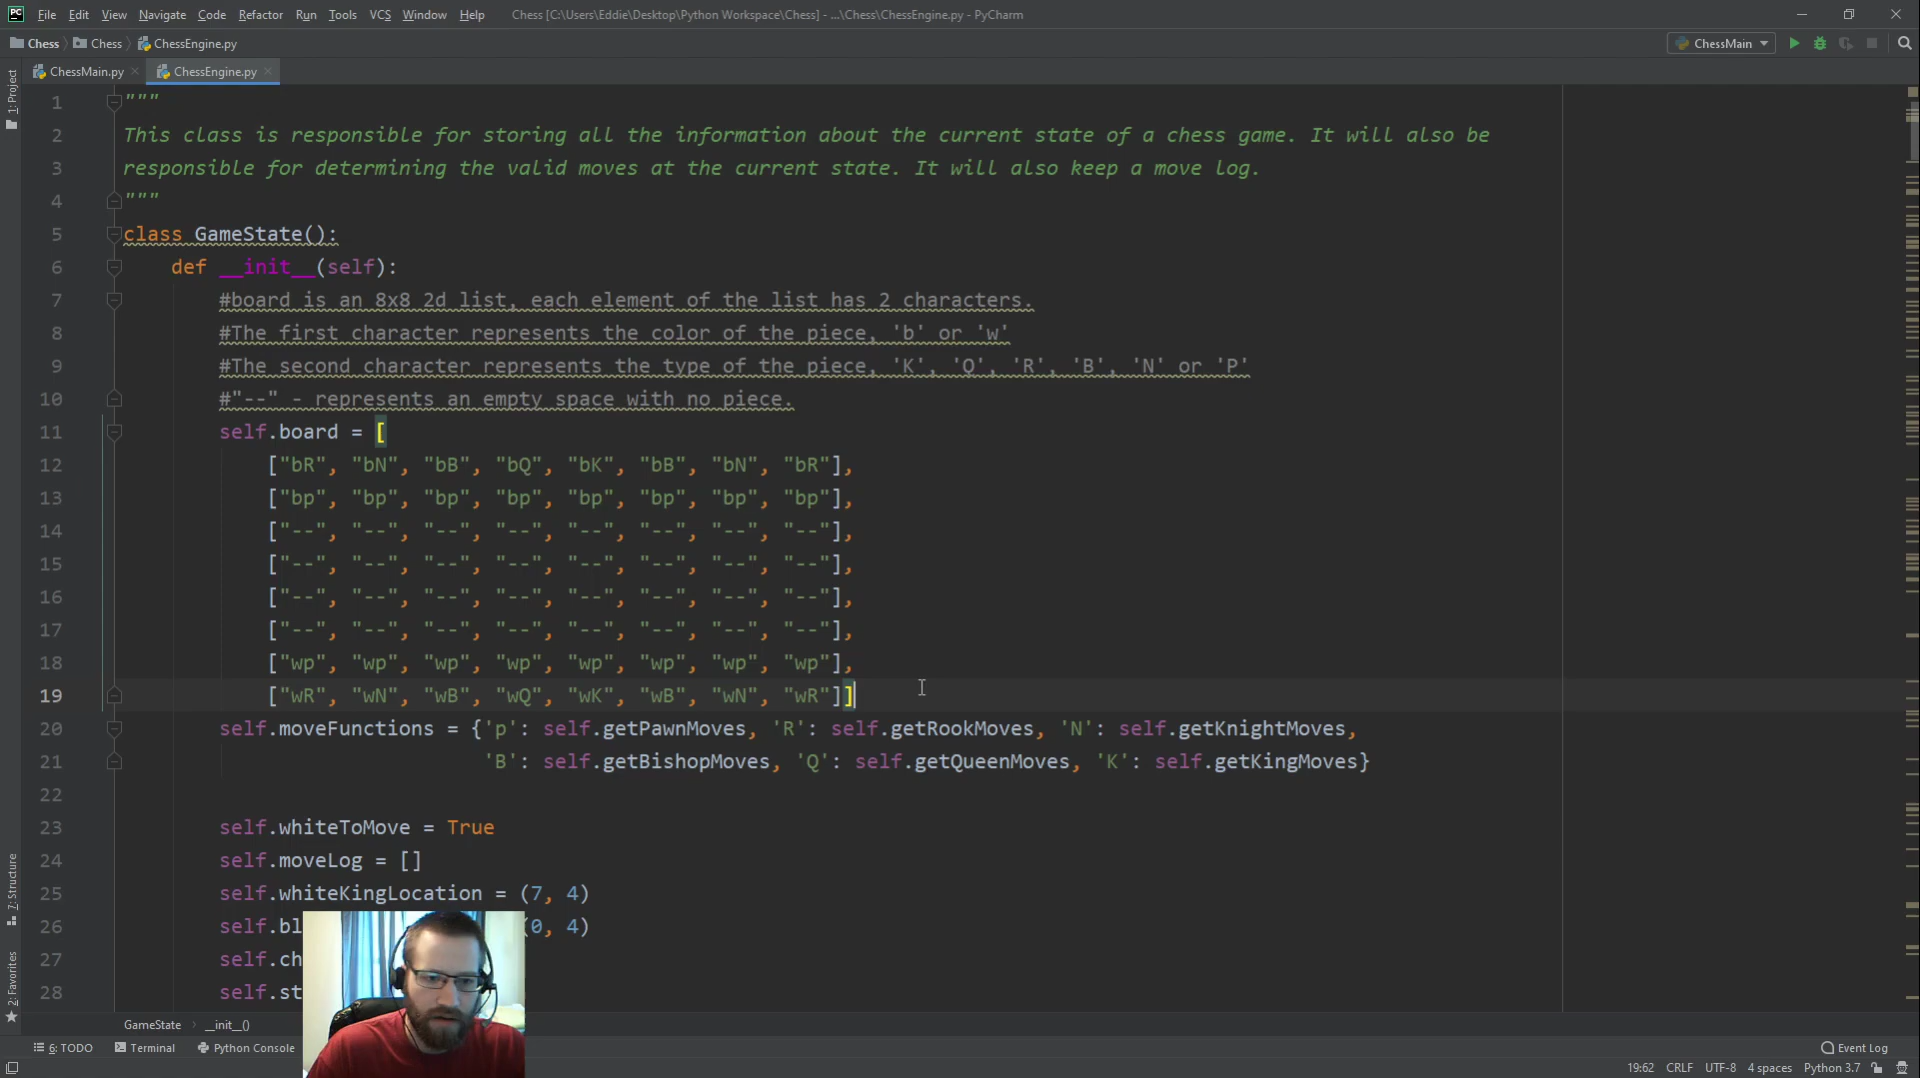 PC File Edit View Navigate Code Refactor Run Tools VCS Window Help Chess [C:\Users\Eddie\Desktop\Python Workspace\Chess] - ...\Chess\ChessEngine.py - PyCharm
Chess Chess ChessEngine.py ChessMain
ChessMain.py ChessEngine.py
1: Project
1 """
2 This class is responsible for storing all the information about the current state of a chess game. It will also be
3 responsible for determining the valid moves at the current state. It will also keep a move log.
4 """
5 class GameState():
6 def __init__(self):
7 #board is an 8x8 2d list, each element of the list has 2 characters.
8 #The first character represents the color of the piece, 'b' or 'w'
9 #The second character represents the type of the piece, 'K', 'Q', 'R', 'B', 'N' or 'P'
10 #"--" - represents an empty space with no piece.
11 self.board = [
12 ["bR", "bN", "bB", "bQ", "bK", "bB", "bN", "bR"],
13 ["bp", "bp", "bp", "bp", "bp", "bp", "bp", "bp"],
14 ["--", "--", "--", "--", "--", "--", "--", "--"],
15 ["--", "--", "--", "--", "--", "--", "--", "--"],
16 ["--", "--", "--", "--", "--", "--", "--", "--"],
17 ["--", "--", "--", "--", "--", "--", "--", "--"],
18 ["wp", "wp", "wp", "wp", "wp", "wp", "wp", "wp"],
19 ["wR", "wN", "wB", "wQ", "wK", "wB", "wN", "wR"]]
20 self.moveFunctions = {'p': self.getPawnMoves, 'R': self.getRookMoves, 'N': self.getKnightMoves,
21 'B': self.getBishopMoves, 'Q': self.getQueenMoves, 'K': self.getKingMoves}
22
23 self.whiteToMove = True
24 self.moveLog = []
25 self.whiteKingLocation = (7, 4)
26 self.bl (0, 4)
27 self.ch
28 self.st
7: Structure
2: Favorites
GameState __init__()
6: TODO Terminal Python Console Event Log
19:62 CRLF UTF-8 4 spaces Python 3.7